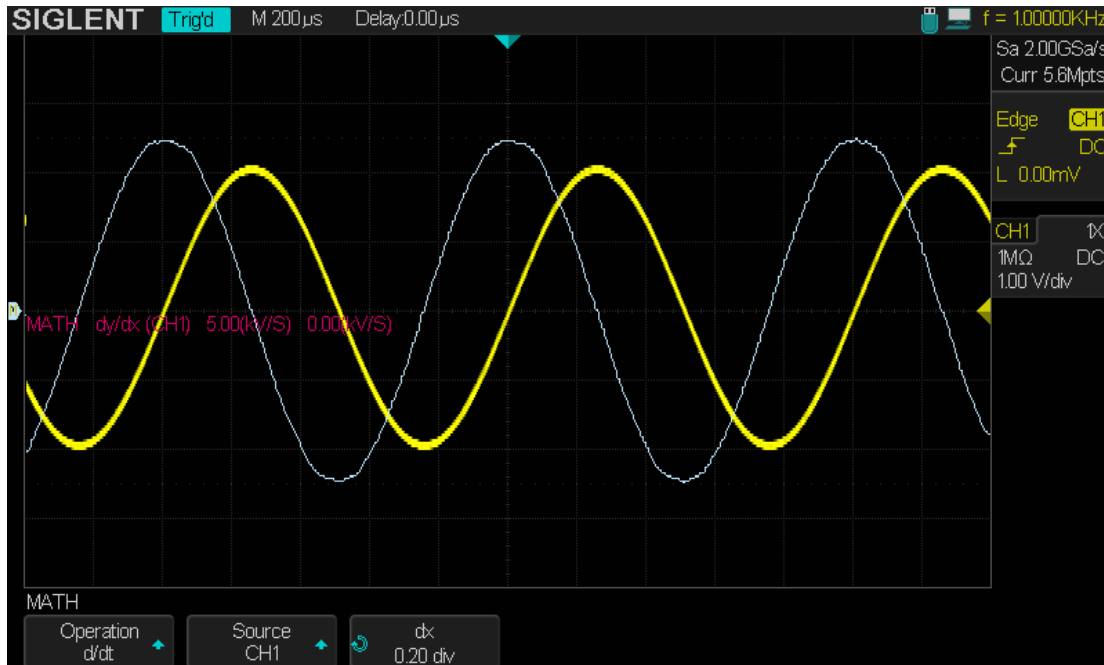 SIGLENT Trig'd M 200µs Delay:0.00µs f = 1.00000KHz
Sa 2.00GSa/s
Curr 5.6Mpts
Edge CH1
DC
L 0.00mV
CH1 1X
1MΩ DC
1.00 V/div
MATH dy/dx (CH1) 5.00(kV/S) 0.00(kV/S)
MATH
Operation Source dx
d/dt CH1 0.20 div